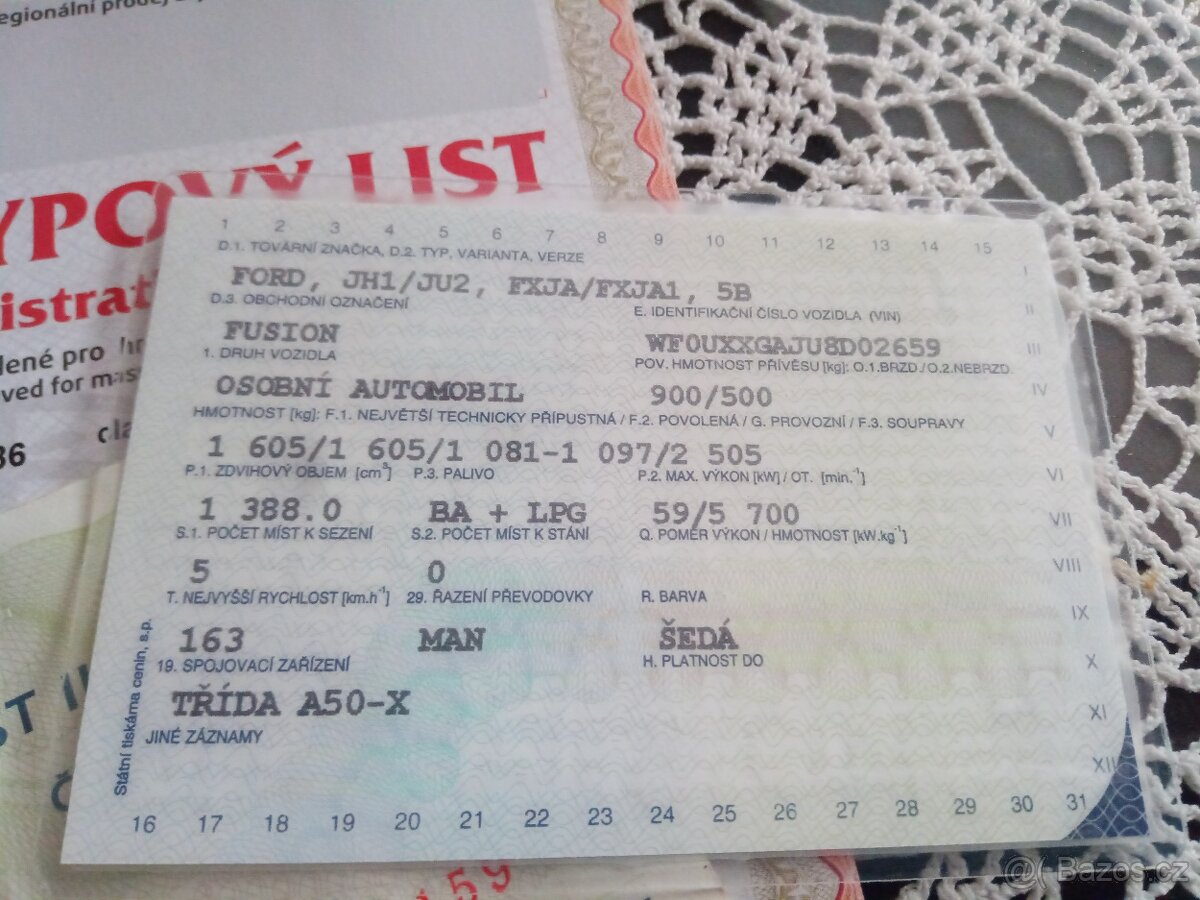 egionální prodej
YPOVÝ LIST
istrat
lené pro hr
ved for mas
36
1 2 3 4 5 6 7 8 9 10 11 12 13 14 15
D.1. TOVÁRNÍ ZNAČKA, D.2. TYP, VARIANTA, VERZE
I
FORD, JH1/JU2, FXJA/FXJA1, 5B
D.3. OBCHODNÍ OZNAČENÍ E. IDENTIFIKAČNÍ ČÍSLO VOZIDLA (VIN)
II
FUSION WF0UXXGAJU8D02659
III
1. DRUH VOZIDLA POV. HMOTNOST PŘÍVĚSU [kg]: O.1.BRZD./O.2.NEBRZD.
OSOBNÍ AUTOMOBIL 900/500
IV
HMOTNOST [kg]: F.1. NEJVĚTŠÍ TECHNICKY PŘÍPUSTNÁ / F.2. POVOLENÁ / G. PROVOZNÍ / F.3. SOUPRAVY
V
1 605/1 605/1 081-1 097/2 505
P.1. ZDVIHOVÝ OBJEM [cm³] P.3. PALIVO P.2. MAX. VÝKON [kW] / OT. [min.⁻¹]
VI
1 388.0 BA + LPG 59/5 700
VII
S.1. POČET MÍST K SEZENÍ S.2. POČET MÍST K STÁNÍ Q. POMĚR VÝKON / HMOTNOST [kW.kg⁻¹]
5 0
VIII
T. NEJVYŠŠÍ RYCHLOST [km.h⁻¹] 29. ŘAZENÍ PŘEVODOVKY R. BARVA
IX
163 MAN ŠEDÁ
19. SPOJOVACÍ ZAŘÍZENÍ H. PLATNOST DO
X
TŘÍDA A50-X
XI
JINÉ ZÁZNAMY
XII
16 17 18 19 20 21 22 23 24 25 26 27 28 29 30 31
Státní tiskárna cenin, s.p.
159
Bazos.cz